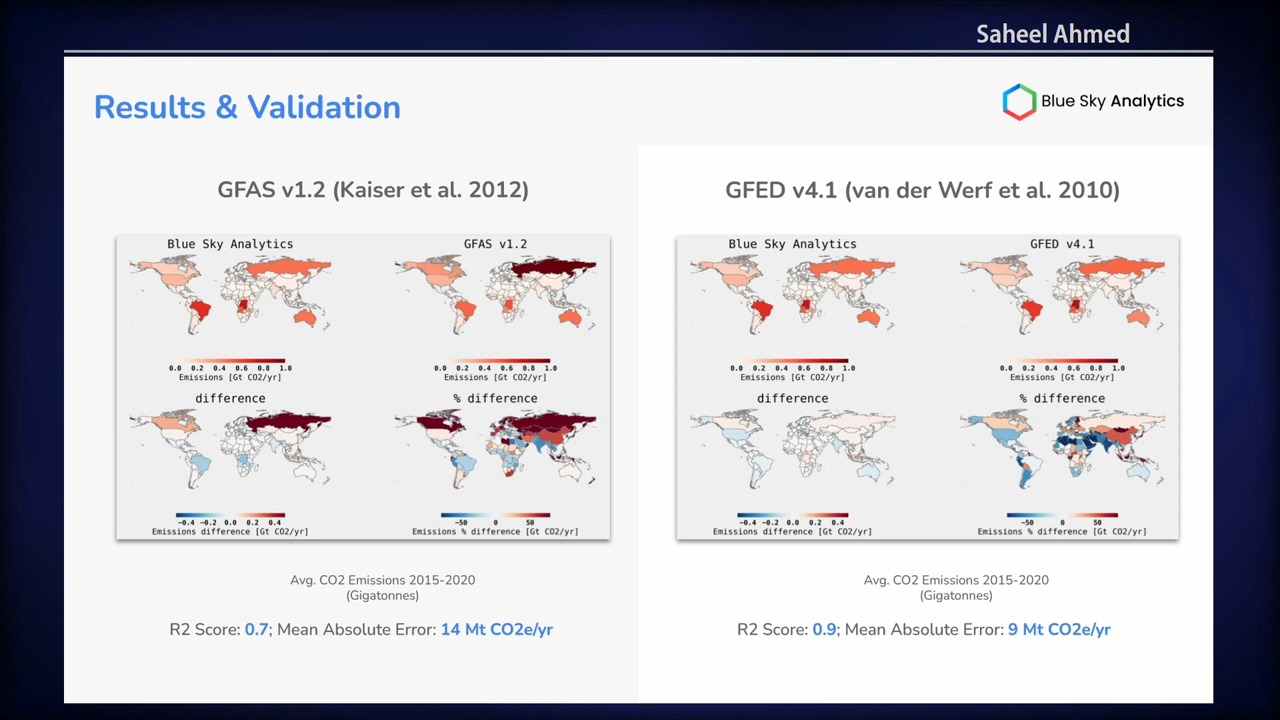 Saheel Ahmed
Results & Validation
Blue Sky Analytics
GFAS v1.2 (Kaiser et al. 2012)
Blue Sky Analytics
GFAS v1.2
0.0 0.2 0.4 0.6 0.8 1.0
Emissions [Gt CO2/yr]
0.0 0.2 0.4 0.6 0.8 1.0
Emissions [Gt CO2/yr]
difference
% difference
−0.4 −0.2 0.0 0.2 0.4
Emissions difference [Gt CO2/yr]
−50 0 50
Emissions % difference [Gt CO2/yr]
Avg. CO2 Emissions 2015-2020
(Gigatonnes)
R2 Score: 0.7; Mean Absolute Error: 14 Mt CO2e/yr
GFED v4.1 (van der Werf et al. 2010)
Blue Sky Analytics
GFED v4.1
0.0 0.2 0.4 0.6 0.8 1.0
Emissions [Gt CO2/yr]
0.0 0.2 0.4 0.6 0.8 1.0
Emissions [Gt CO2/yr]
difference
% difference
−0.4 −0.2 0.0 0.2 0.4
Emissions difference [Gt CO2/yr]
−50 0 50
Emissions % difference [Gt CO2/yr]
Avg. CO2 Emissions 2015-2020
(Gigatonnes)
R2 Score: 0.9; Mean Absolute Error: 9 Mt CO2e/yr